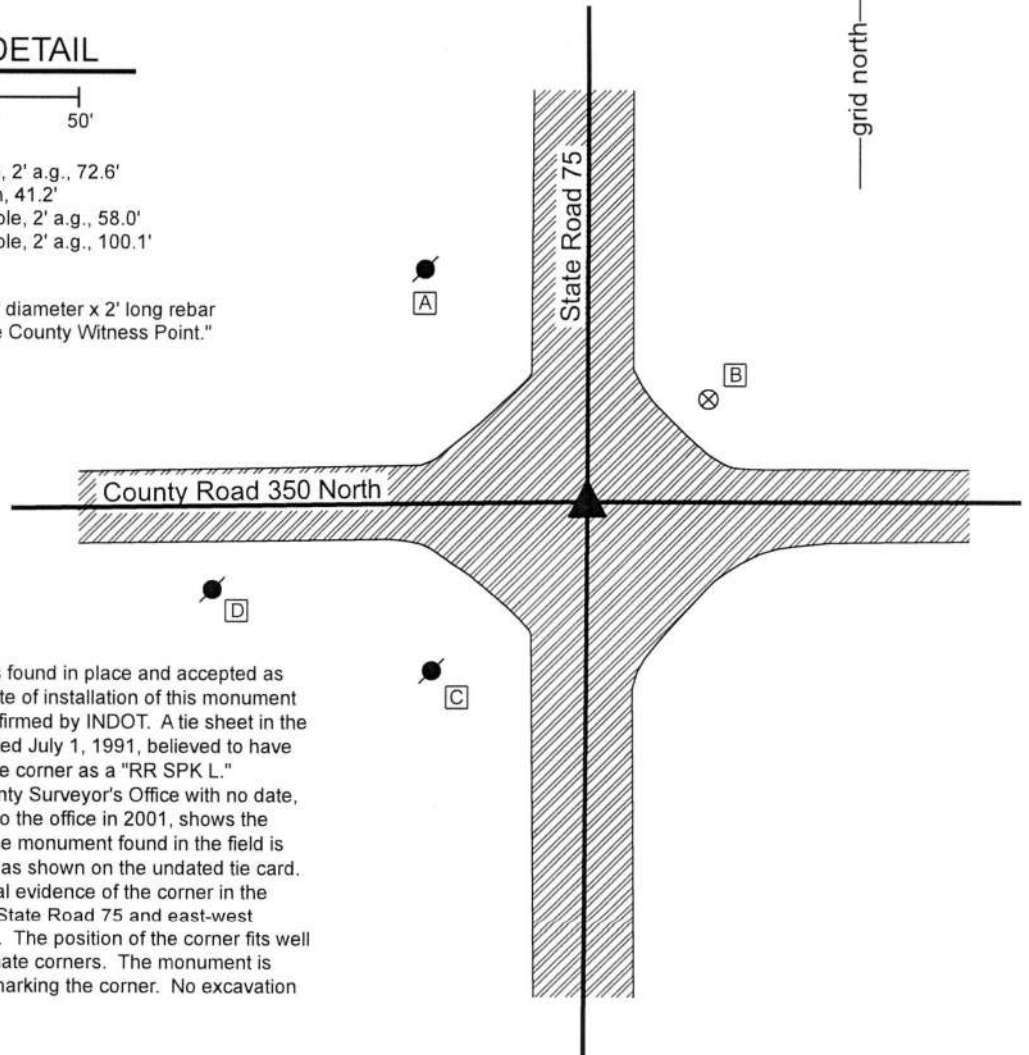 DETAIL
50'
, 2' a.g., 72.6'
, 41.2'
ole, 2' a.g., 58.0'
ole, 2' a.g., 100.1'
diameter x 2' long rebar
County Witness Point."
grid north
State Road 75
A
B
County Road 350 North
D
C
found in place and accepted as
te of installation of this monument
firmed by INDOT. A tie sheet in the
ed July 1, 1991, believed to have
e corner as a "RR SPK L."
nty Surveyor's Office with no date,
o the office in 2001, shows the
e monument found in the field is
as shown on the undated tie card.
al evidence of the corner in the
State Road 75 and east-west
. The position of the corner fits well
ate corners. The monument is
marking the corner. No excavation